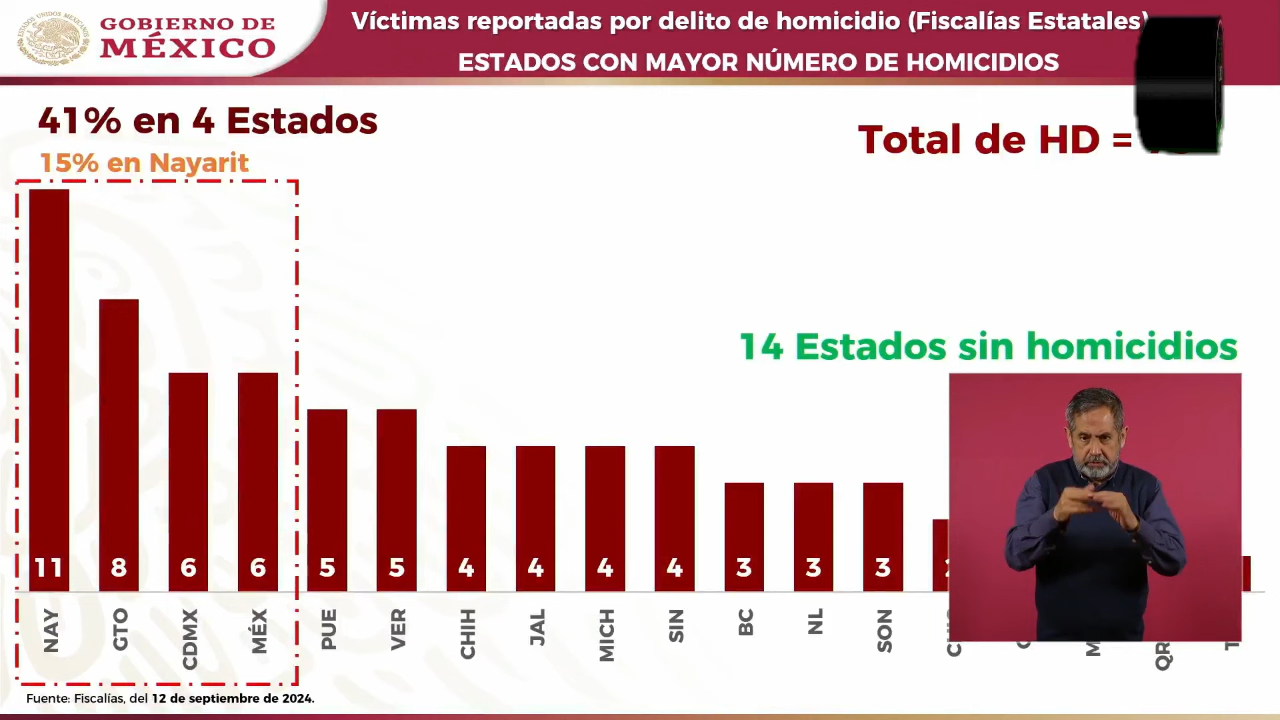 GOBIERNO DE
MÉXICO
Víctimas reportadas por delito de homicidio (Fiscalías Estatales)
ESTADOS CON MAYOR NÚMERO DE HOMICIDIOS
41% en 4 Estados
15% en Nayarit
Total de HD =
14 Estados sin homicidios
11 8 6 6 5 5 4 4 4 4 3 3 3
NAY GTO CDMX MÉX PUE VER CHIH JAL MICH SIN BC NL SON
Fuente: Fiscalías, del 12 de septiembre de 2024.